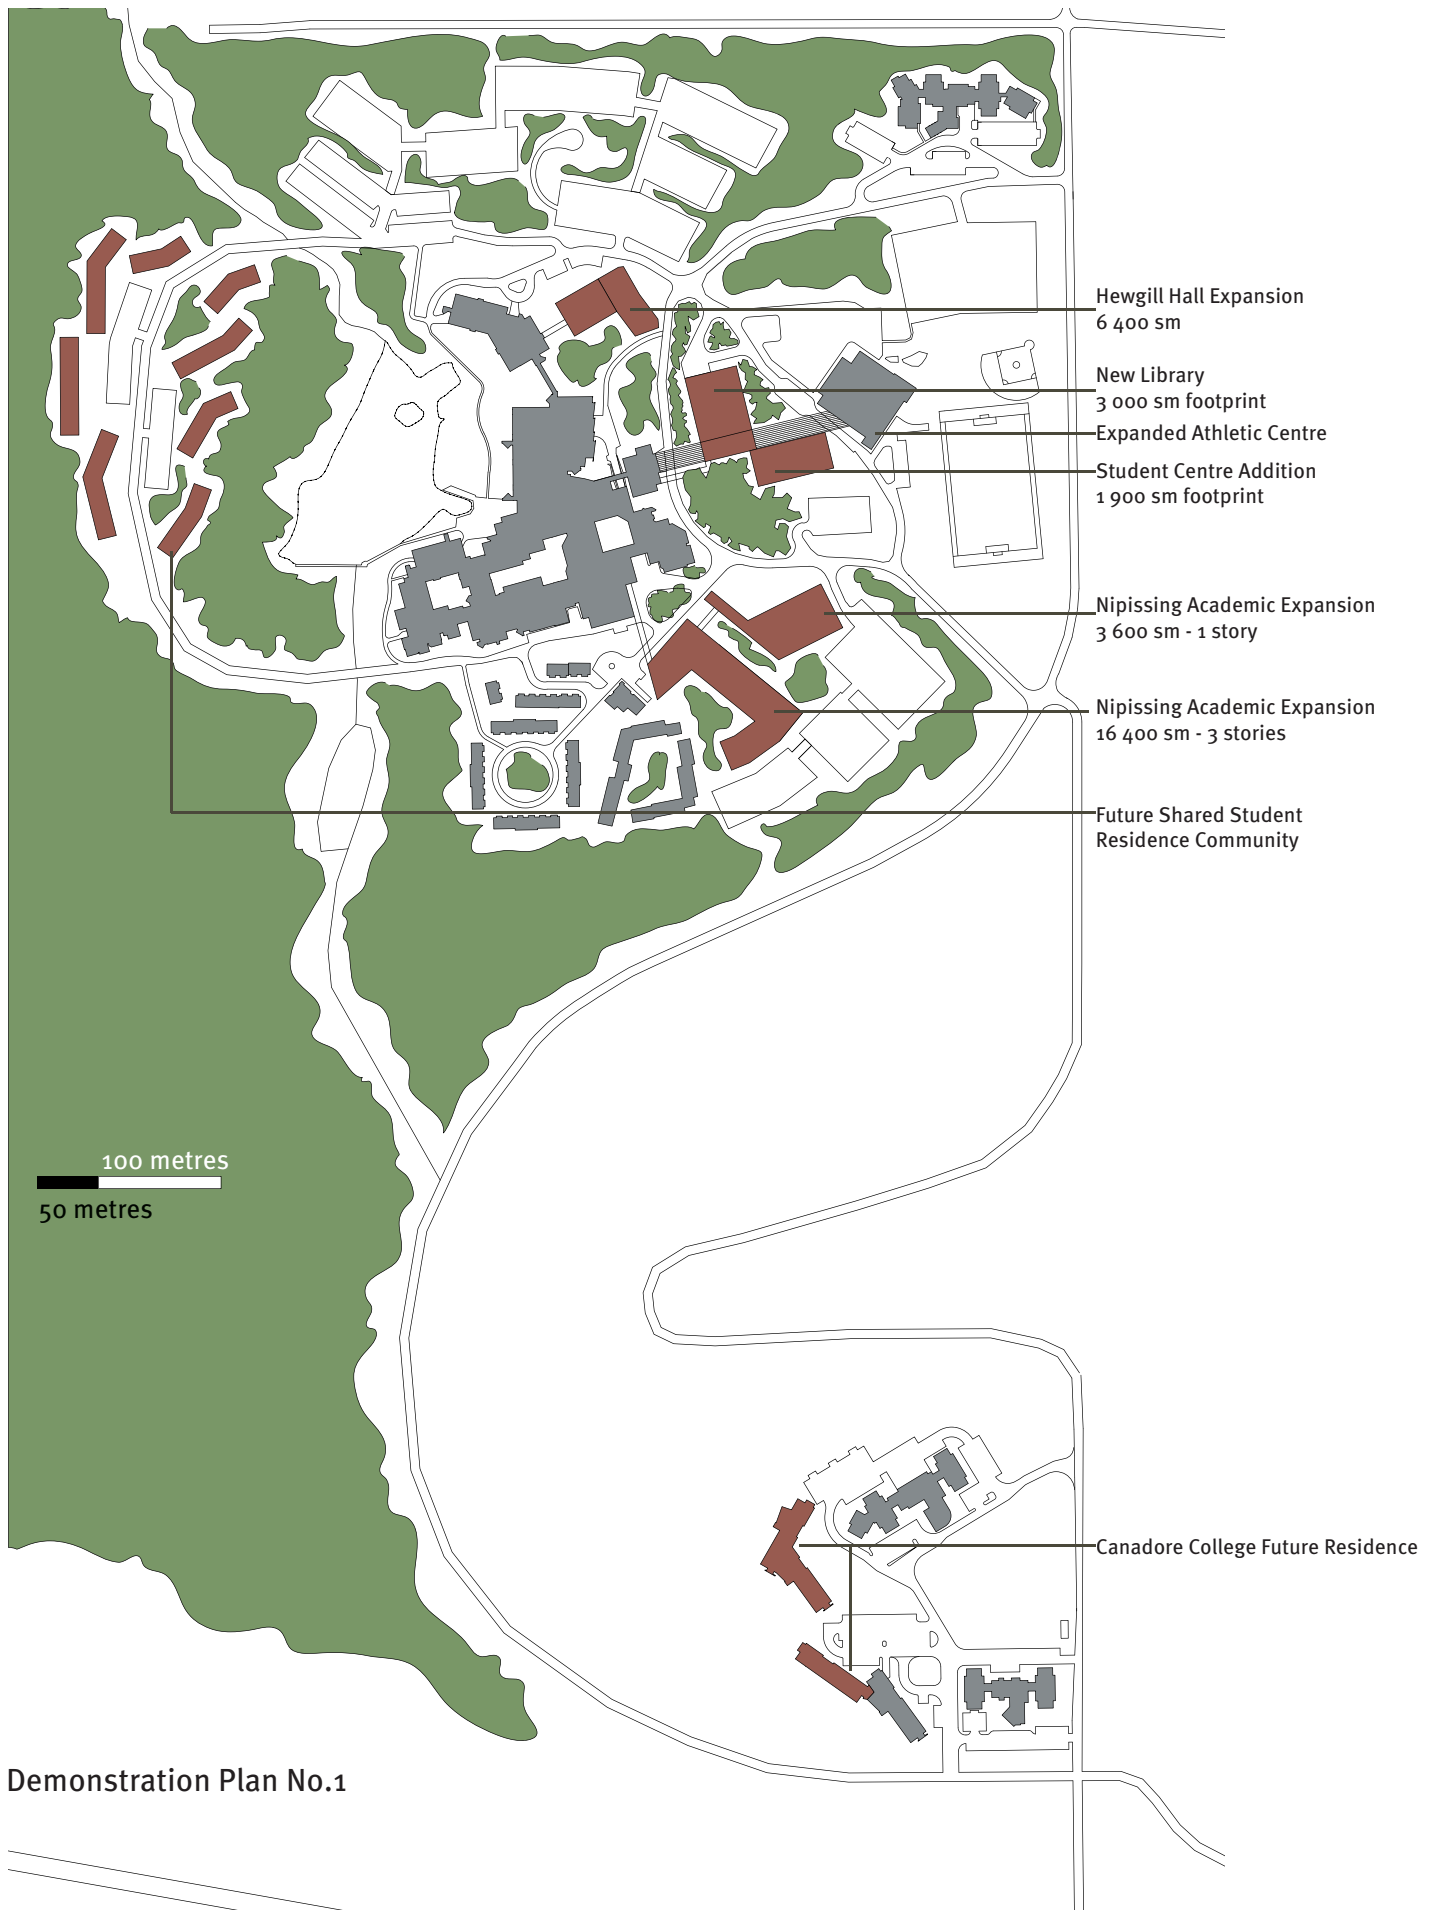 Hewgill Hall Expansion
6 400 sm
New Library
3 000 sm footprint
Expanded Athletic Centre
Student Centre Addition
1 900 sm footprint
Nipissing Academic Expansion
3 600 sm - 1 story
Nipissing Academic Expansion
16 400 sm - 3 stories
Future Shared Student
Residence Community
100 metres
50 metres
Canadore College Future Residence
Demonstration Plan No.1